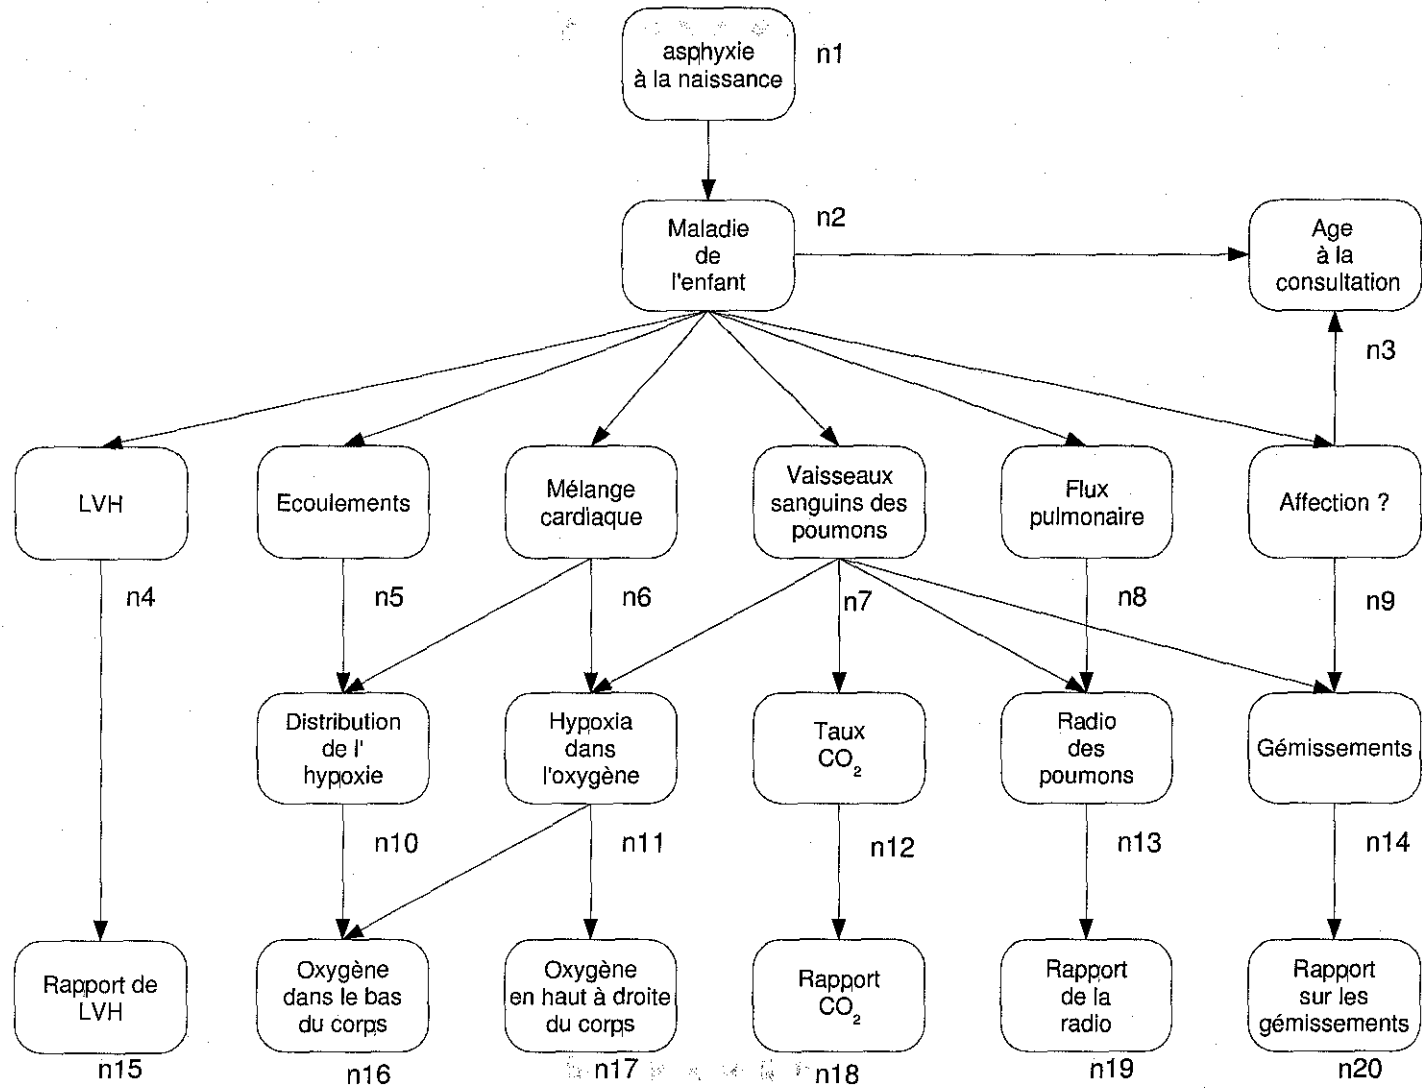 asphyxie
à la naissance
n1
Maladie
de
l'enfant
n2
Age
à la
consultation
n3
LVH
n4
Ecoulements
n5
Mélange
cardiaque
n6
Vaisseaux
sanguins des
poumons
n7
Flux
pulmonaire
n8
Affection ?
n9
Distribution
de l'
hypoxie
n10
Hypoxia
dans
l'oxygène
n11
Taux
CO2
n12
Radio
des
poumons
n13
Gémissements
n14
Rapport de
LVH
n15
Oxygène
dans le bas
du corps
n16
Oxygène
en haut à droite
du corps
n17
Rapport
CO2
n18
Rapport
de la
radio
n19
Rapport
sur les
gémissements
n20